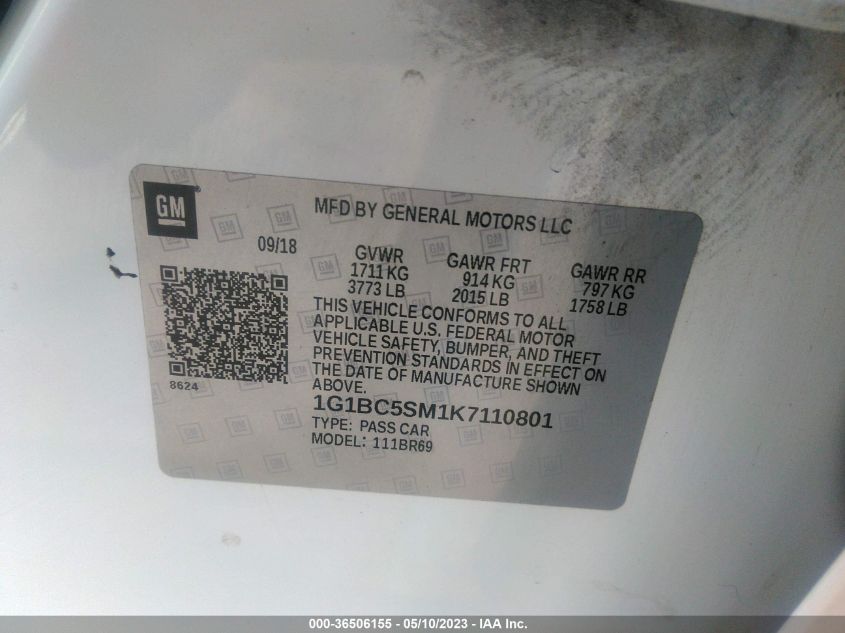 GM
MFD BY GENERAL MOTORS LLC
09/18
GVWR
1711 KG
3773 LB
GAWR FRT
914 KG
2015 LB
GAWR RR
797 KG
1758 LB
THIS VEHICLE CONFORMS TO ALL
APPLICABLE U.S. FEDERAL MOTOR
VEHICLE SAFETY, BUMPER, AND THEFT
PREVENTION STANDARDS IN EFFECT ON
THE DATE OF MANUFACTURE SHOWN
ABOVE.
8624
1G1BC5SM1K7110801
TYPE: PASS CAR
MODEL: 111BR69
000-36506155 - 05/10/2023 - IAA Inc.